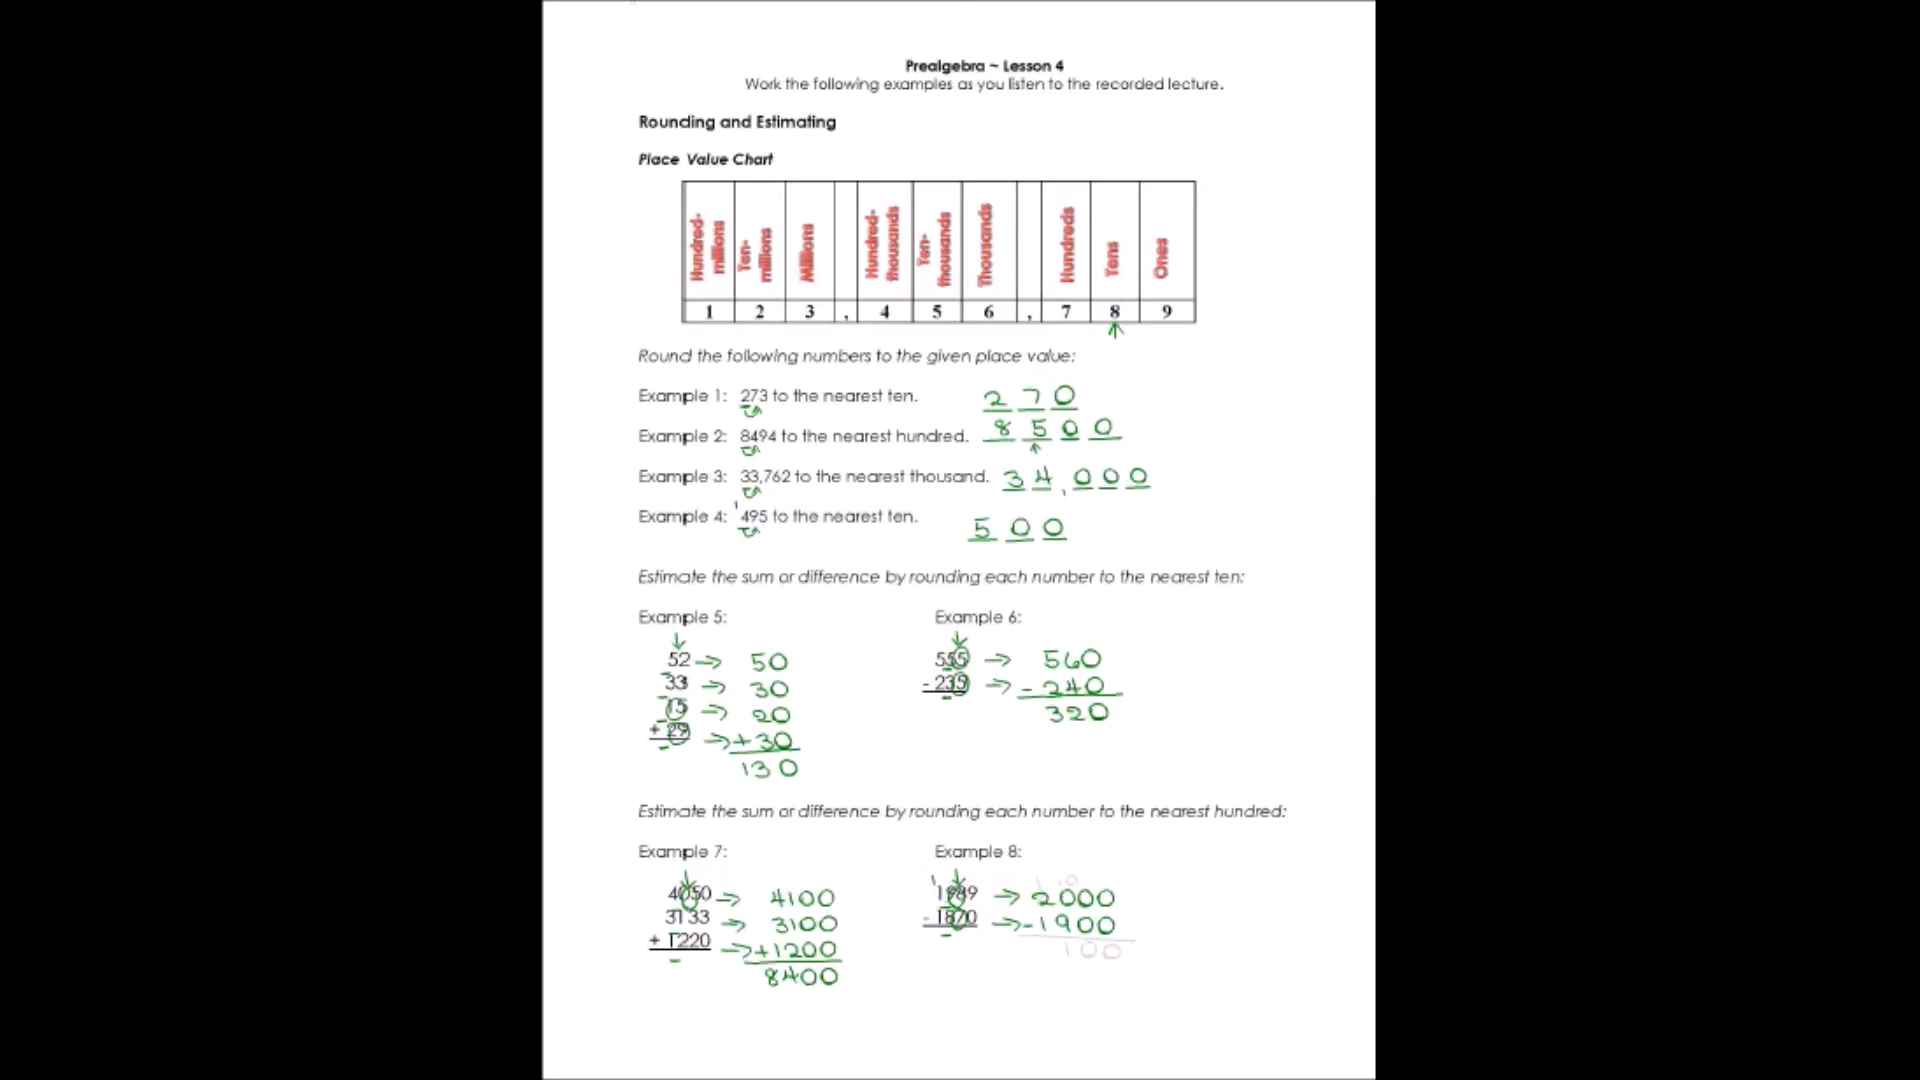 Prealgebra ~ Lesson 4
Work the following examples as you listen to the recorded lecture.
Rounding and Estimating
Place Value Chart
Hundred-millions Ten-millions Millions Hundred-thousands Ten-thousands Thousands Hundreds Tens Ones
1 2 3 , 4 5 6 , 7 8 9
Round the following numbers to the given place value:
Example 1: 273 to the nearest ten. 270
Example 2: 8494 to the nearest hundred. 8500
Example 3: 33,762 to the nearest thousand. 34,000
Example 4: 495 to the nearest ten. 500
Estimate the sum or difference by rounding each number to the nearest ten:
Example 5: Example 6:
52 → 50 555 → 560
33 → 30 - 235 → - 240
15 → 20 320
+ 29 → + 30
130
Estimate the sum or difference by rounding each number to the nearest hundred:
Example 7: Example 8:
1 10
4050 → 4100 1989 → 2000
3133 → 3100 - 1870 → - 1900
+ 1220 → + 1200 100
8400